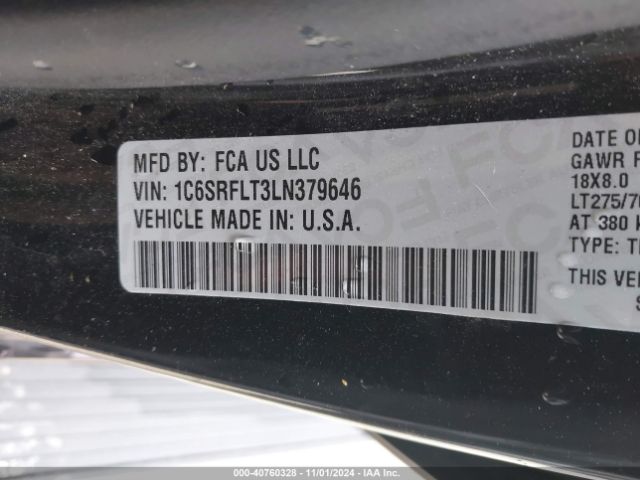 MFD BY: FCA US LLC
VIN: 1C6SRFLT3LN379646
VEHICLE MADE IN: U.S.A.
DATE OF
GAWR F
18X8.0
LT275/70
AT 380
TYPE:
THIS VE
000-40760328 - 11/01/2024 - IAA Inc.